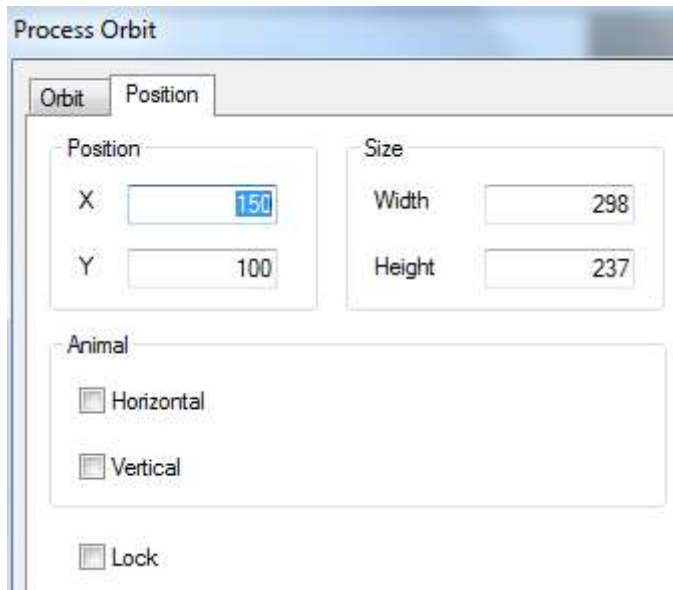 Process Orbit
Orbit Position
Position
X 150
Y 100
Size
Width 298
Height 237
Animal
Horizontal
Vertical
Lock